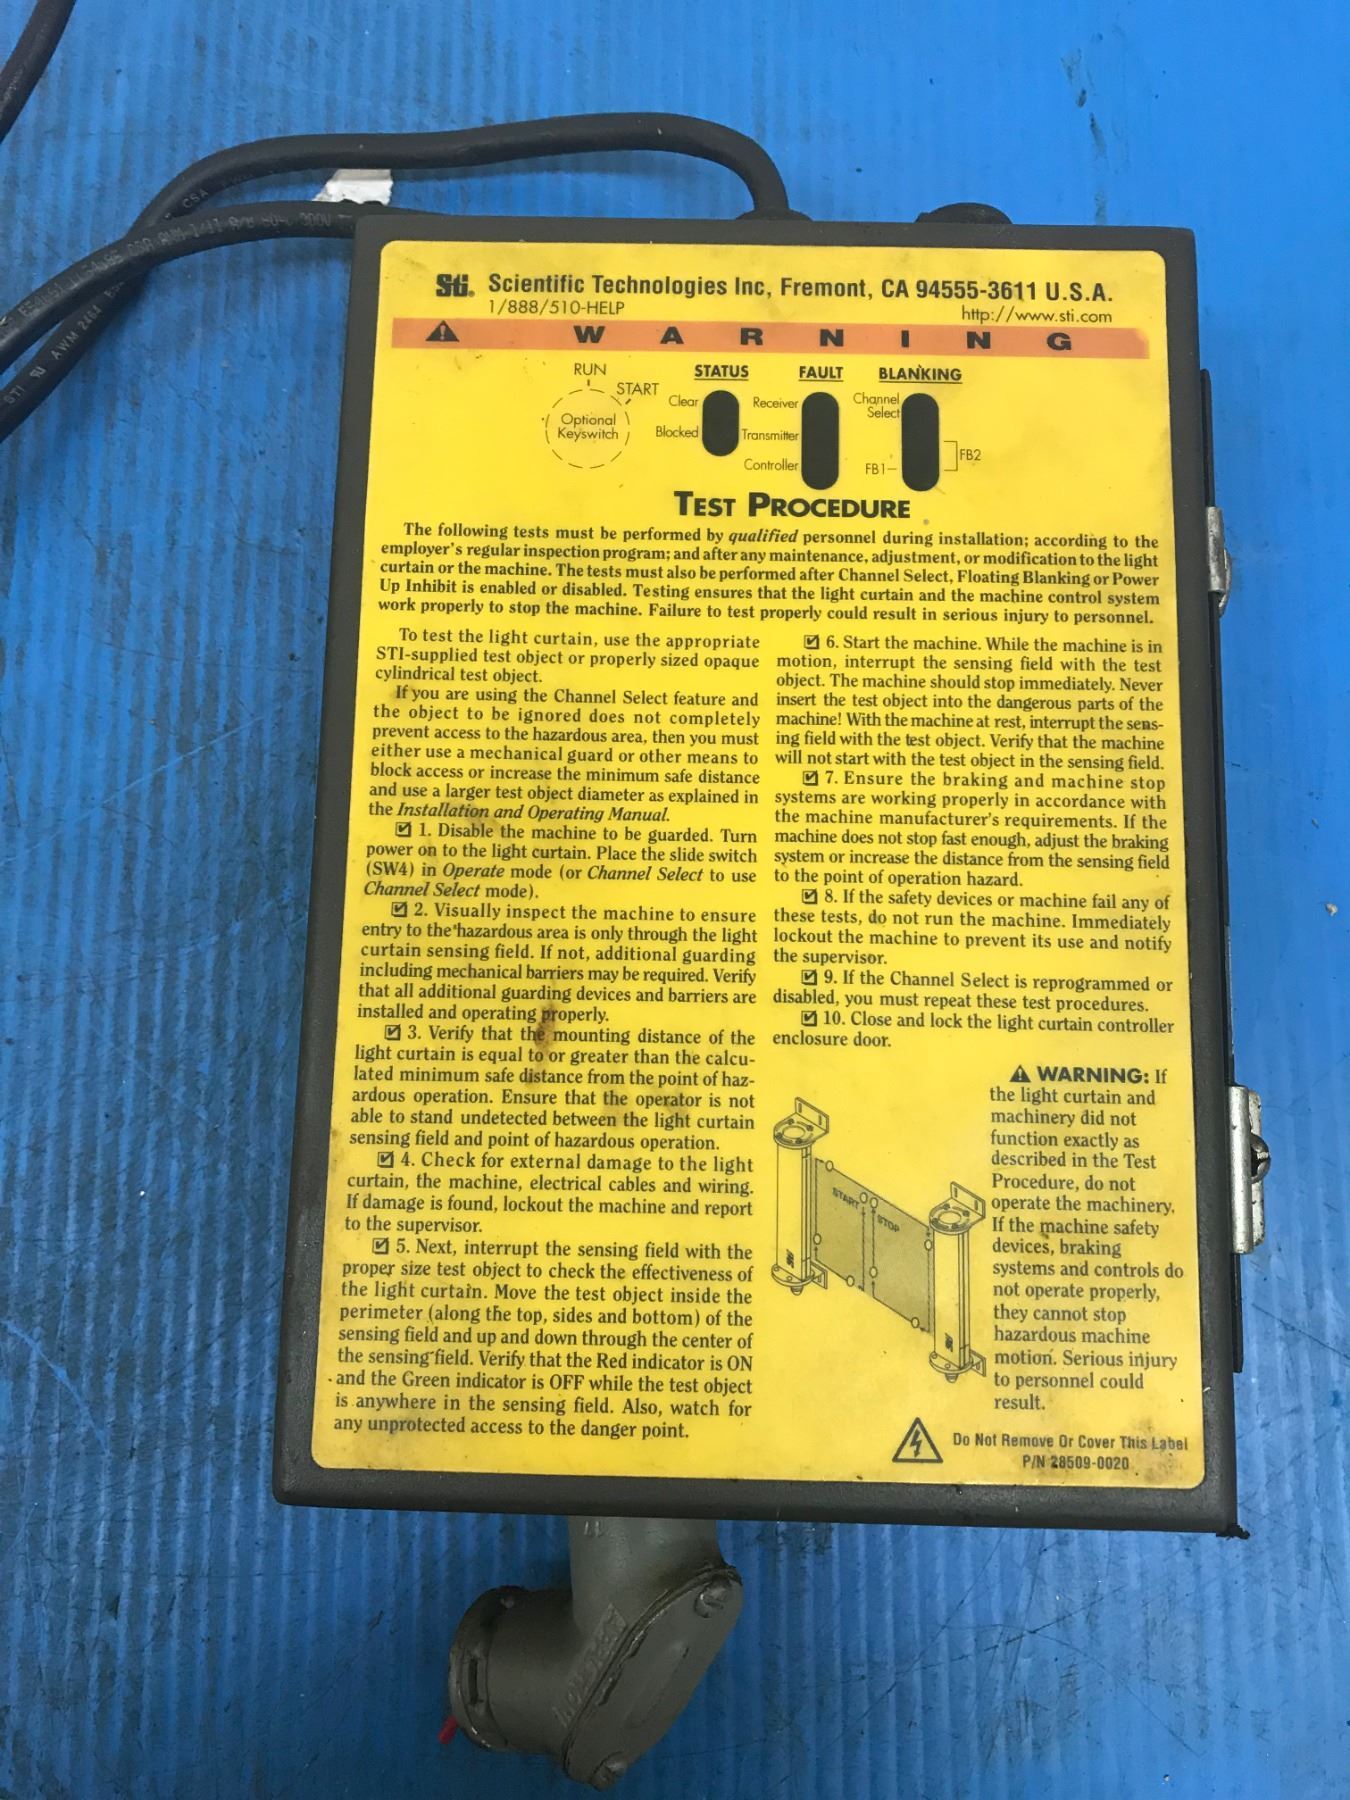 Sti. Scientific Technologies Inc, Fremont, CA 94555-3611 U.S.A.
1/888/510-HELP
http://www.sti.com
WARNING
RUN
START
Optional
Keyswitch
STATUS
Clear
Blocked
FAULT
Receiver
Transmitter
Controller
BLANKING
Channel
Select
FB1
FB2
TEST PROCEDURE
The following tests must be performed by qualified personnel during installation; according to the
employer's regular inspection program; and after any maintenance, adjustment, or modification to the light
curtain or the machine. The tests must also be performed after Channel Select, Floating Blanking or Power
Up Inhibit is enabled or disabled. Testing ensures that the light curtain and the machine control system
work properly to stop the machine. Failure to test properly could result in serious injury to personnel.
To test the light curtain, use the appropriate
STI-supplied test object or properly sized opaque
cylindrical test object.
If you are using the Channel Select feature and
the object to be ignored does not completely
prevent access to the hazardous area, then you must
either use a mechanical guard or other means to
block access or increase the minimum safe distance
and use a larger test object diameter as explained in
the Installation and Operating Manual.
☑ 1. Disable the machine to be guarded. Turn
power on to the light curtain. Place the slide switch
(SW4) in Operate mode (or Channel Select to use
Channel Select mode).
☑ 2. Visually inspect the machine to ensure
entry to the hazardous area is only through the light
curtain sensing field. If not, additional guarding
including mechanical barriers may be required. Verify
that all additional guarding devices and barriers are
installed and operating properly.
☑ 3. Verify that the mounting distance of the
light curtain is equal to or greater than the calcu-
lated minimum safe distance from the point of haz-
ardous operation. Ensure that the operator is not
able to stand undetected between the light curtain
sensing field and point of hazardous operation.
☑ 4. Check for external damage to the light
curtain, the machine, electrical cables and wiring.
If damage is found, lockout the machine and report
to the supervisor.
☑ 5. Next, interrupt the sensing field with the
proper size test object to check the effectiveness of
the light curtain. Move the test object inside the
perimeter (along the top, sides and bottom) of the
sensing field and up and down through the center of
the sensing field. Verify that the Red indicator is ON
and the Green indicator is OFF while the test object
is anywhere in the sensing field. Also, watch for
any unprotected access to the danger point.
☑ 6. Start the machine. While the machine is in
motion, interrupt the sensing field with the test
object. The machine should stop immediately. Never
insert the test object into the dangerous parts of the
machine! With the machine at rest, interrupt the sens-
ing field with the test object. Verify that the machine
will not start with the test object in the sensing field.
☑ 7. Ensure the braking and machine stop
systems are working properly in accordance with
the machine manufacturer's requirements. If the
machine does not stop fast enough, adjust the braking
system or increase the distance from the sensing field
to the point of operation hazard.
☑ 8. If the safety devices or machine fail any of
these tests, do not run the machine. Immediately
lockout the machine to prevent its use and notify
the supervisor.
☑ 9. If the Channel Select is reprogrammed or
disabled, you must repeat these test procedures.
☑ 10. Close and lock the light curtain controller
enclosure door.
START
STOP
WARNING: If
the light curtain and
machinery did not
function exactly as
described in the Test
Procedure, do not
operate the machinery.
If the machine safety
devices, braking
systems and controls do
not operate properly,
they cannot stop
hazardous machine
motion. Serious injury
to personnel could
result.
Do Not Remove Or Cover This Label
P/N 28509-0020
STI
AWM 2464
CSA AWM I/II A/B 80°C 300V